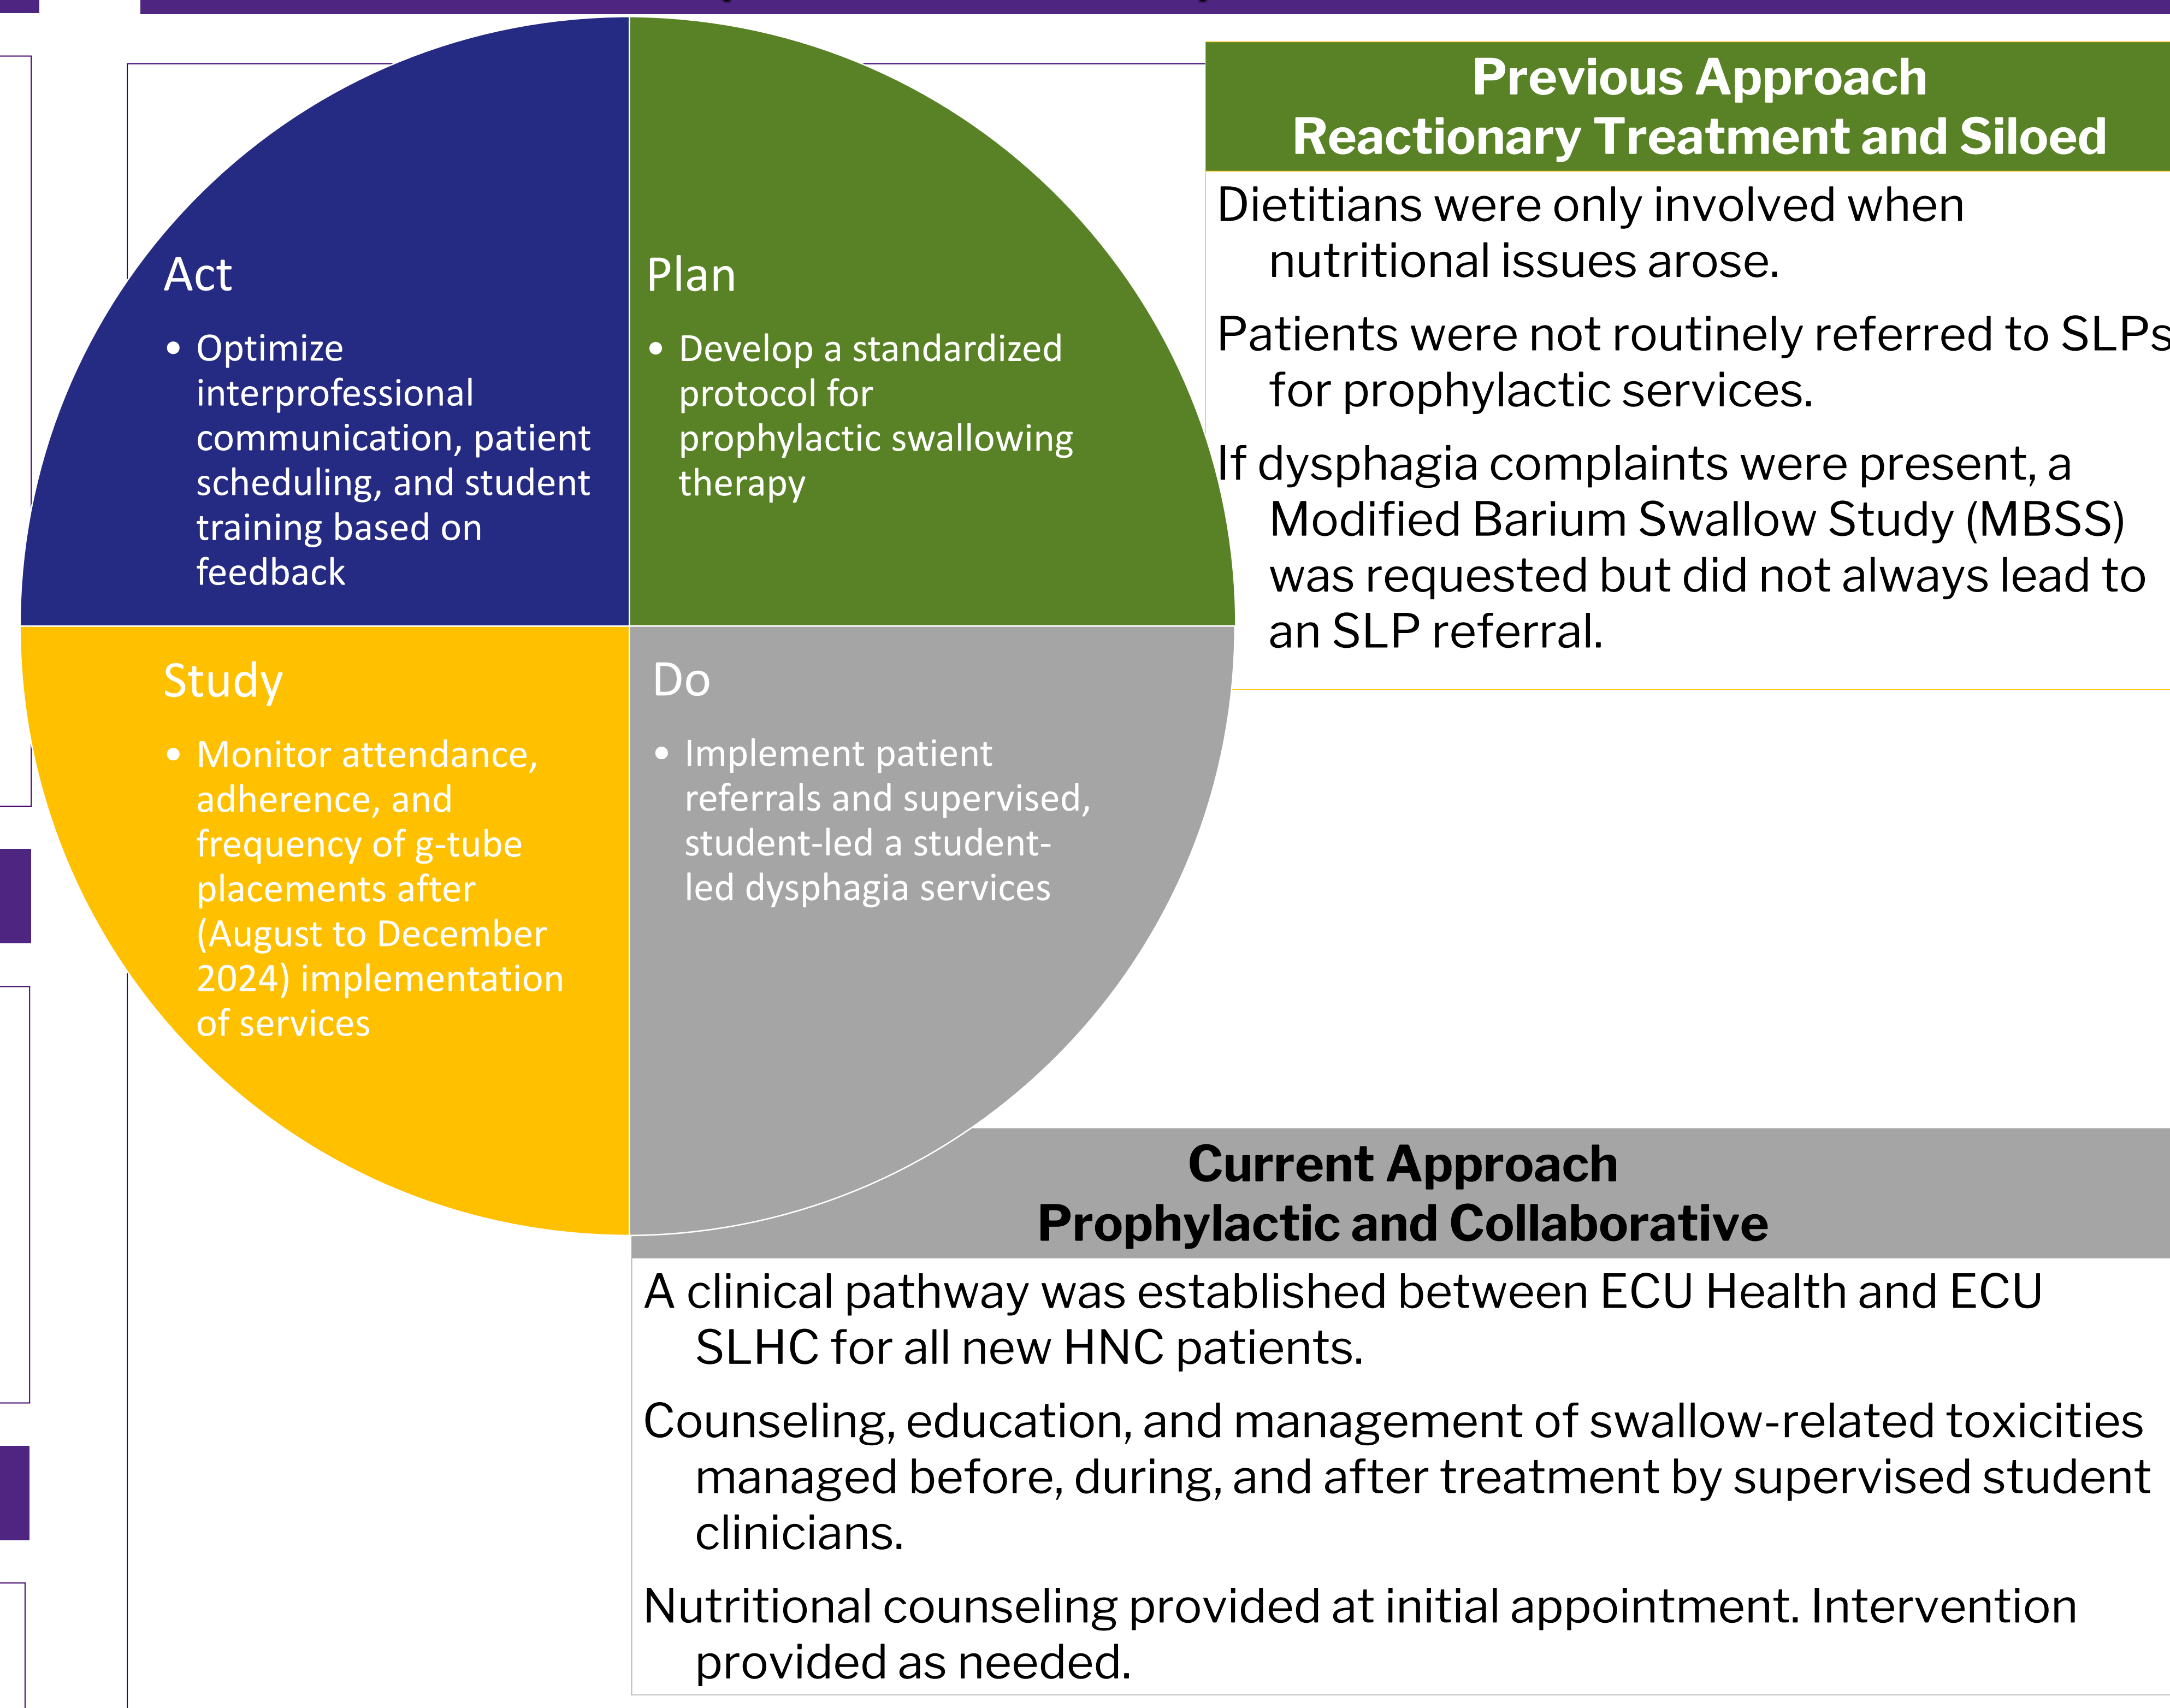 Act
• Optimize
interprofessional
communication, patient
scheduling, and student
training based on
feedback
Plan
• Develop a standardized
protocol for
prophylactic swallowing
therapy
Study
• Monitor attendance,
adherence, and
frequency of g-tube
placements after
(August to December
2024) implementation
of services
Do
• Implement patient
referrals and supervised,
student-led a student-
led dysphagia services
Previous Approach
Reactionary Treatment and Siloed
Dietitians were only involved when
nutritional issues arose.
Patients were not routinely referred to SLPs
for prophylactic services.
If dysphagia complaints were present, a
Modified Barium Swallow Study (MBSS)
was requested but did not always lead to
an SLP referral.
Current Approach
Prophylactic and Collaborative
A clinical pathway was established between ECU Health and ECU
SLHC for all new HNC patients.
Counseling, education, and management of swallow-related toxicities
managed before, during, and after treatment by supervised student
clinicians.
Nutritional counseling provided at initial appointment. Intervention
provided as needed.